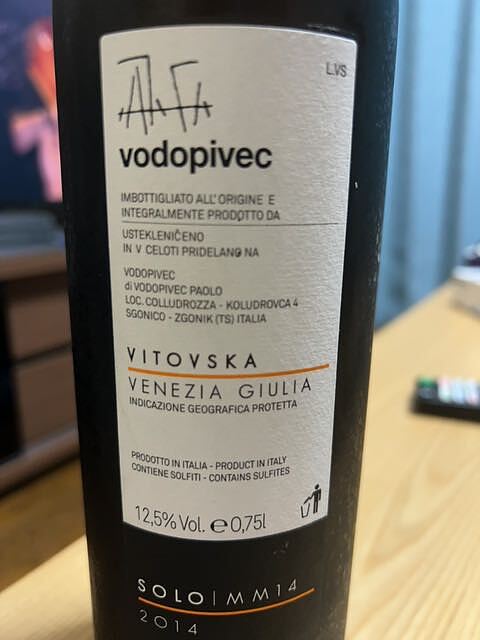 L.VS
vodopivec
IMBOTTIGLIATO ALL'ORIGINE E
INTEGRALMENTE PRODOTTO DA
USTEKLENIČENO
IN V CELOTI PRIDELANO NA
VODOPIVEC
di VODOPIVEC PAOLO
LOC. COLLUDROZZA - KOLUDROVCA 4
SGONICO - ZGONIK (TS) ITALIA
VITOVSKA
VENEZIA GIULIA
INDICAZIONE GEOGRAFICA PROTETTA
PRODOTTO IN ITALIA - PRODUCT IN ITALY
CONTIENE SOLFITI - CONTAINS SULFITES
12,5% Vol. e 0,75l
SOLO | MM14
2014